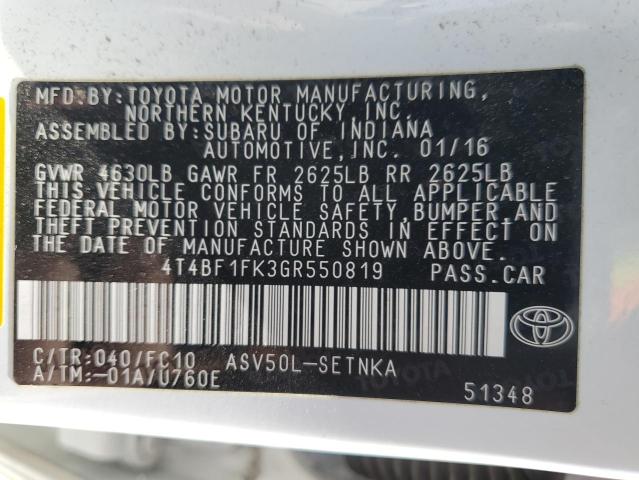 MFD.BY:TOYOTA MOTOR MANUFACTURING,
NORTHERN KENTUCKY,INC.
ASSEMBLED BY:SUBARU OF INDIANA
AUTOMOTIVE,INC. 01/16
GVWR 4630LB GAWR FR 2625LB RR 2625LB
THIS VEHICLE CONFORMS TO ALL APPLICABLE
FEDERAL MOTOR VEHICLE SAFETY,BUMPER,AND
THEFT PREVENTION STANDARDS IN EFFECT ON
THE DATE OF MANUFACTURE SHOWN ABOVE.
4T4BF1FK3GR550819 PASS.CAR
C/TR:040/FC10 ASV50L-SETNKA
A/TM:-01A/U760E
51348